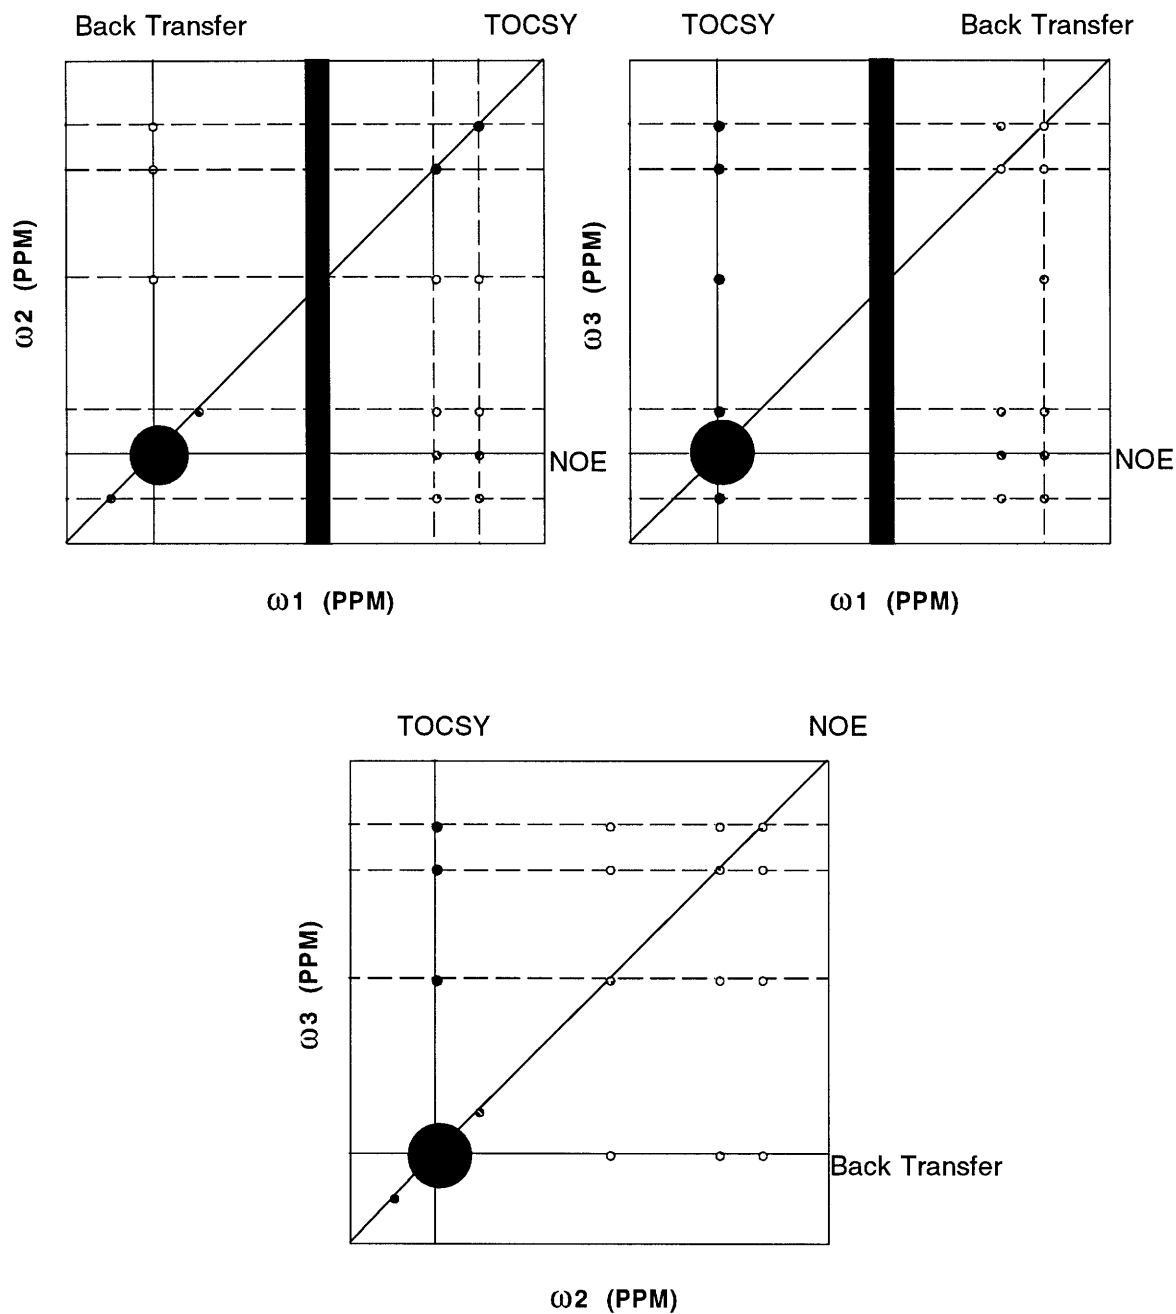 Back Transfer
TOCSY
TOCSY
Back Transfer
ω2 (PPM)
ω3 (PPM)
NOE
NOE
ω1 (PPM)
ω1 (PPM)
TOCSY
NOE
ω3 (PPM)
Back Transfer
ω2 (PPM)